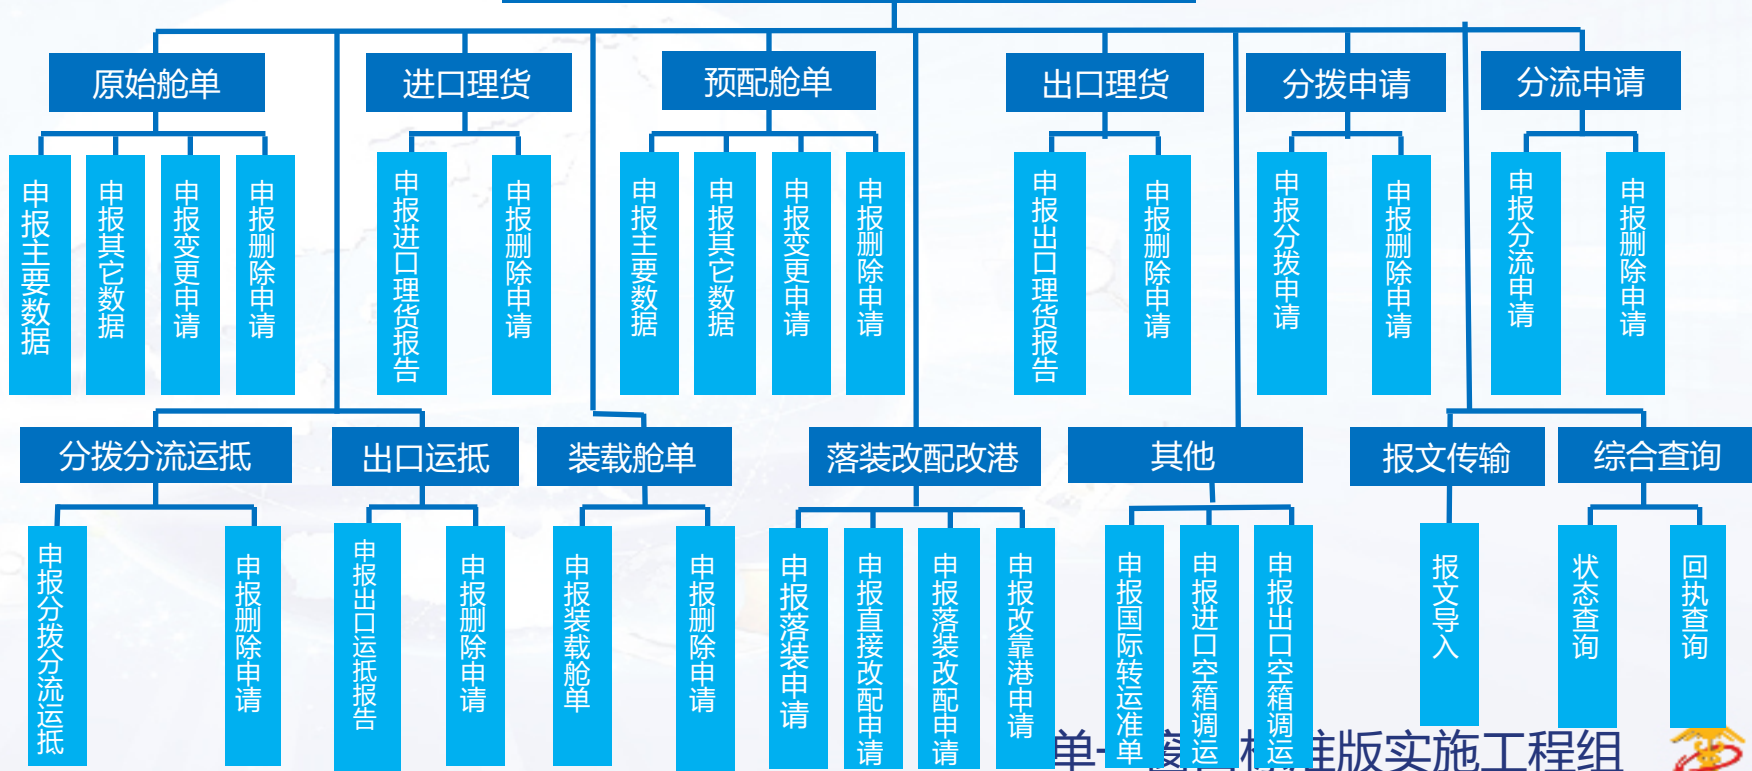 原始舱单
进口理货
预配舱单
出口理货
分拨申请
分流申请
申报主要数据
申报其它数据
申报变更申请
申报删除申请
申报进口理货报告
申报删除申请
申报主要数据
申报其它数据
申报变更申请
申报删除申请
申报出口理货报告
申报删除申请
申报分拨申请
申报删除申请
申报分流申请
申报删除申请
分拨分流运抵
出口运抵
装载舱单
落装改配改港
其他
报文传输
综合查询
申报分拨分流运抵
申报删除申请
申报出口运抵报告
申报删除申请
申报装载舱单
申报删除申请
申报落装申请
申报直接改配申请
申报落装改配申请
申报改靠港申请
申报国际转运准单
申报进口空箱调运
申报出口空箱调运
报文导入
状态查询
回执查询
单一窗口标准版实施工程组